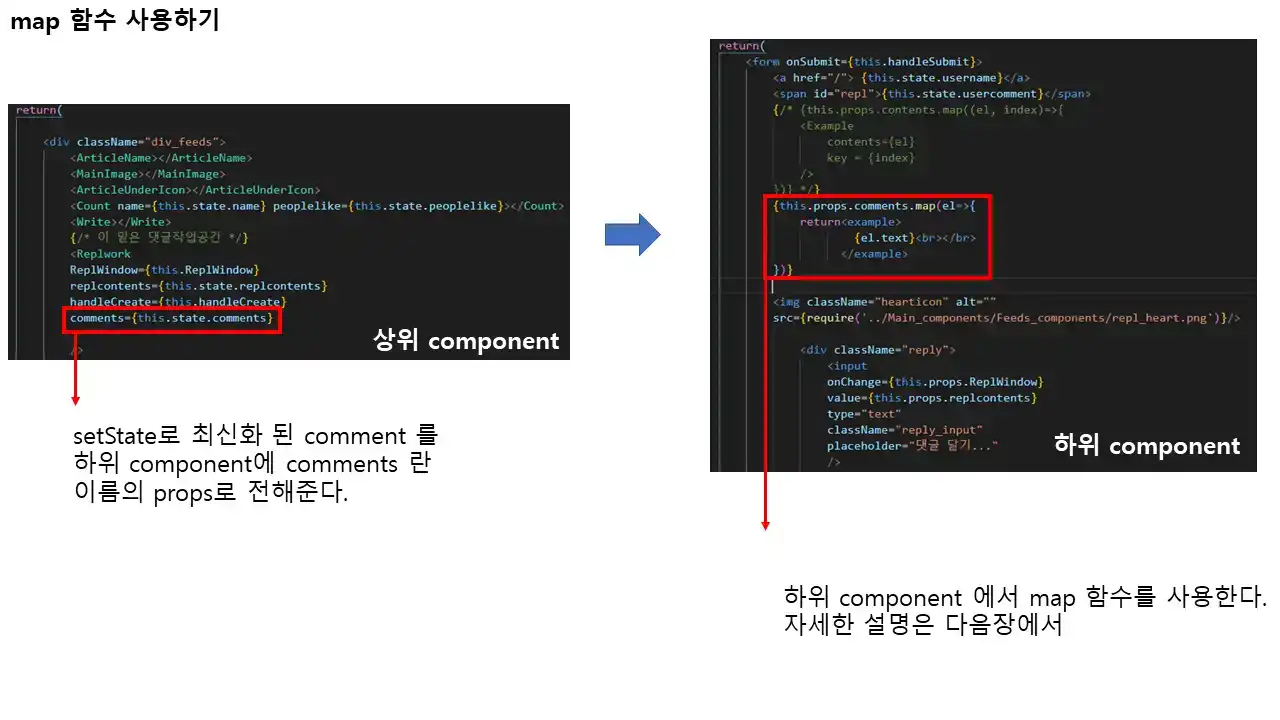 map 함수 사용하기
return(
<div className="div_feeds">
<ArticleName></ArticleName>
<MainImage></MainImage>
<ArticleUnderIcon></ArticleUnderIcon>
<Count name={this.state.name} peoplelike={this.state.peoplelike}></Count>
<Write></Write>
{/* 이 밑은 댓글작업공간 */}
<Replwork
ReplWindow={this.ReplWindow}
replcontents={this.state.replcontents}
handleCreate={this.handleCreate}
comments={this.state.comments}
/>
상위 component
setState로 최신화 된 comment 를
하위 component에 comments 란
이름의 props로 전해준다.
return(
<form onSubmit={this.handleSubmit}>
<a href="/"> {this.state.username}</a>
<span id="repl">{this.state.usercomment}</span>
{/* {this.props.contents.map((el, index)=>{
<Example
contents={el}
key = {index}
/>
})} */}
{this.props.comments.map(el=>{
return<example>
{el.text}<br></br>
</example>
})}
<img className="hearticon" alt=""
src={require('../Main_components/Feeds_components/repl_heart.png')}/>
<div className="reply">
<input
onChange={this.props.ReplWindow}
value={this.props.replcontents}
type="text"
className="reply_input"
placeholder="댓글 달기..."
/>
하위 component
하위 component 에서 map 함수를 사용한다.
자세한 설명은 다음장에서